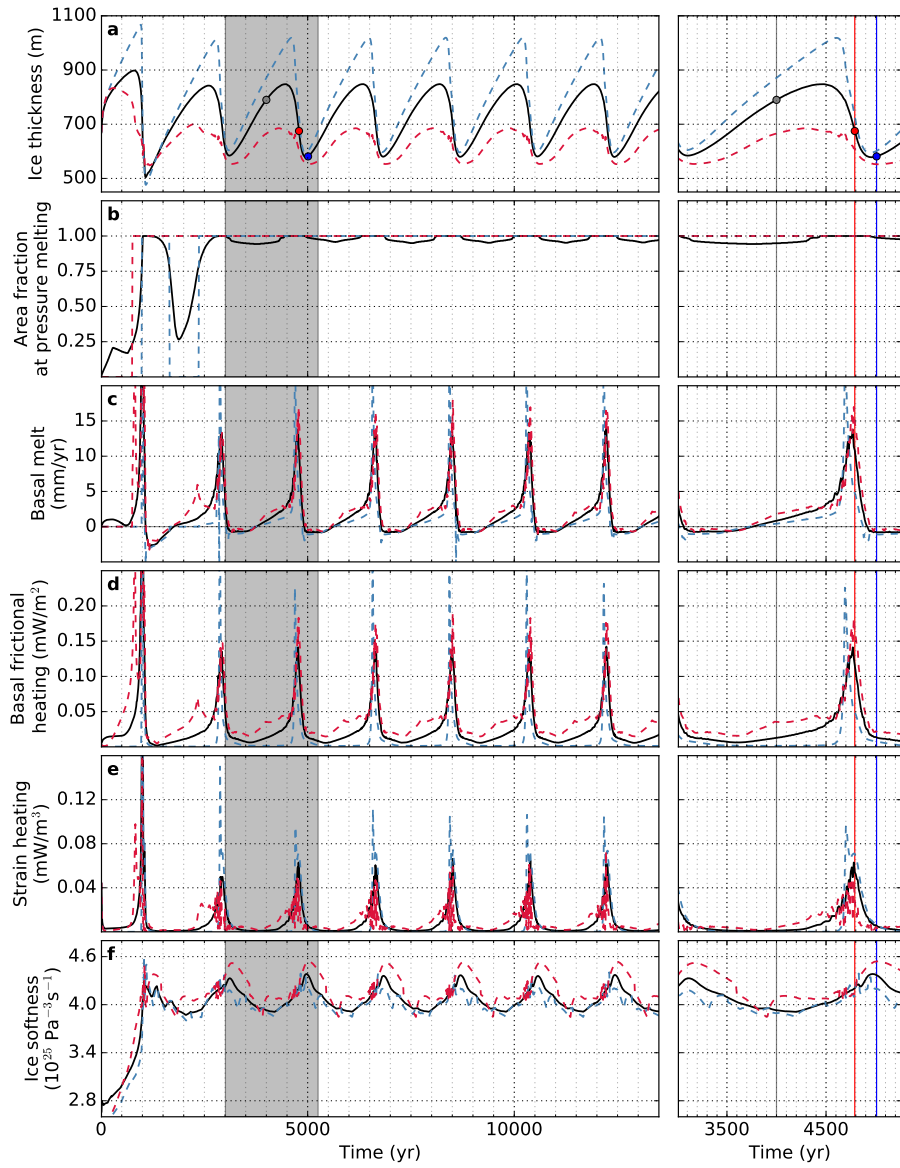 a
Ice thickness (m)
1100
900
700
500
b
Area fraction
at pressure melting
1.00
0.75
0.50
0.25
c
Basal melt
(mm/yr)
15
10
5
0
d
Basal frictional
heating (mW/m²)
0.20
0.15
0.10
0.05
e
Strain heating
(mW/m³)
0.12
0.08
0.04
f
Ice softness
(10²⁵ Pa⁻³s⁻¹)
4.6
4.0
3.4
2.8
0 5000 10000 3500 4500
Time (yr) Time (yr)